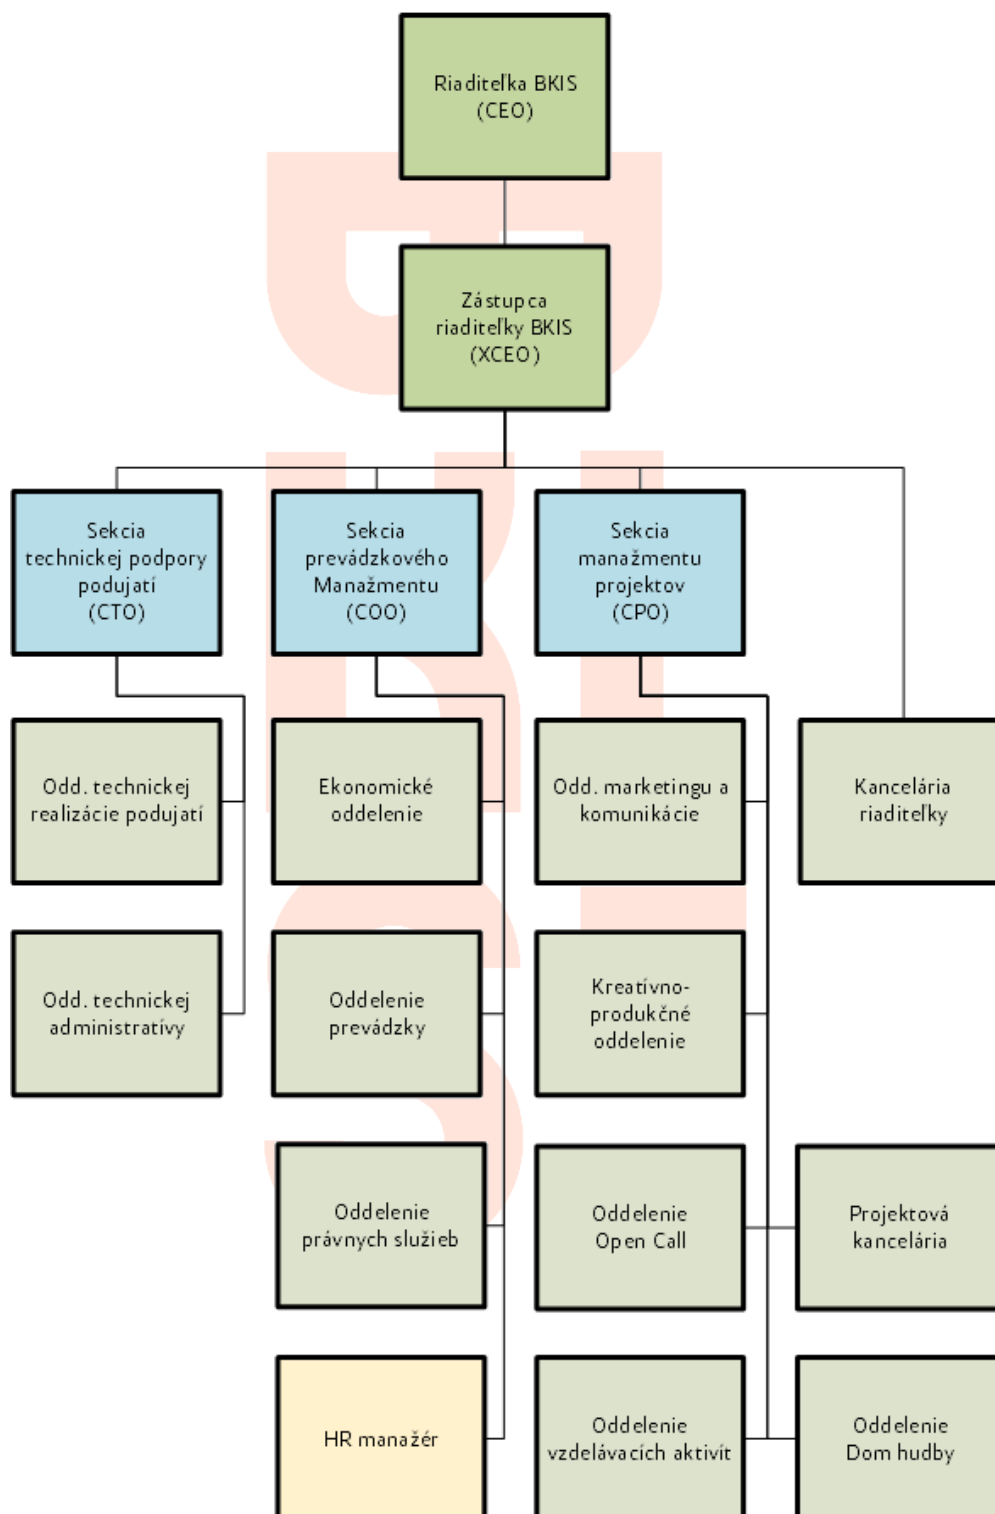 Riaditeľka BKIS
(CEO)
Zástupca
riaditeľky BKIS
(XCEO)
Sekcia
technickej podpory
podujatí
(CTO)
Sekcia
prevádzkového
Manažmentu
(COO)
Sekcia
manažmentu
projektov
(CPO)
Odd. technickej
realizácie podujatí
Ekonomické
oddelenie
Odd. marketingu a
komunikácie
Kancelária
riaditeľky
Odd. technickej
administratívy
Oddelenie
prevádzky
Kreatívno-
produkčné
oddelenie
Oddelenie
právnych služieb
Oddelenie
Open Call
Projektová
kancelária
HR manažér
Oddelenie
vzdelávacích aktivít
Oddelenie
Dom hudby
BKIS